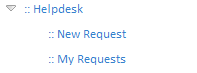 :: Helpdesk
:: New Request
:: My Requests